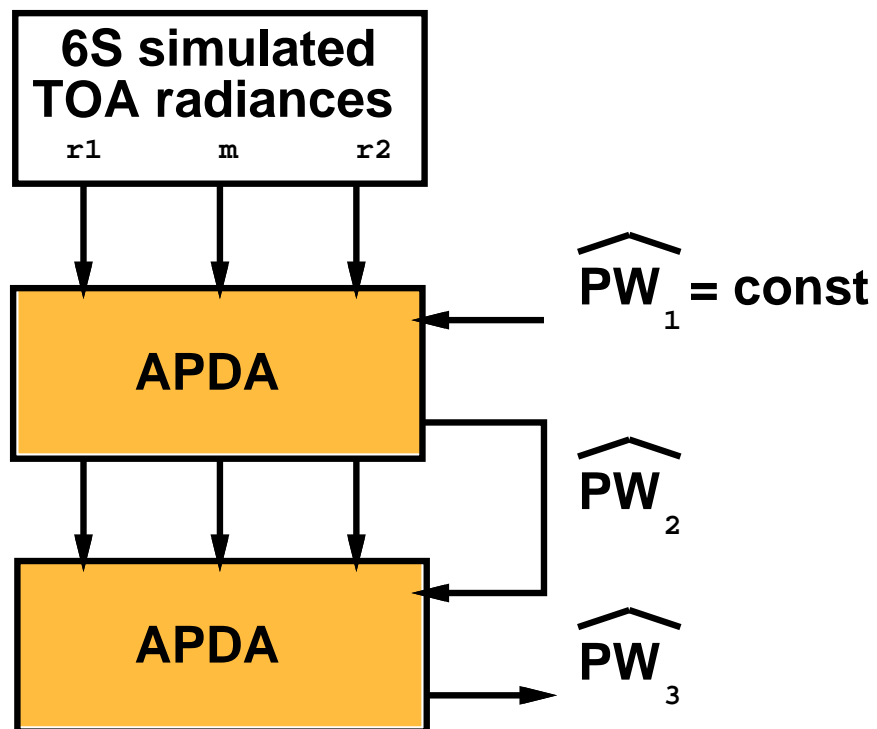 6S simulated
TOA radiances
r1 m r2
PW1 = const
APDA
PW2
APDA
PW3